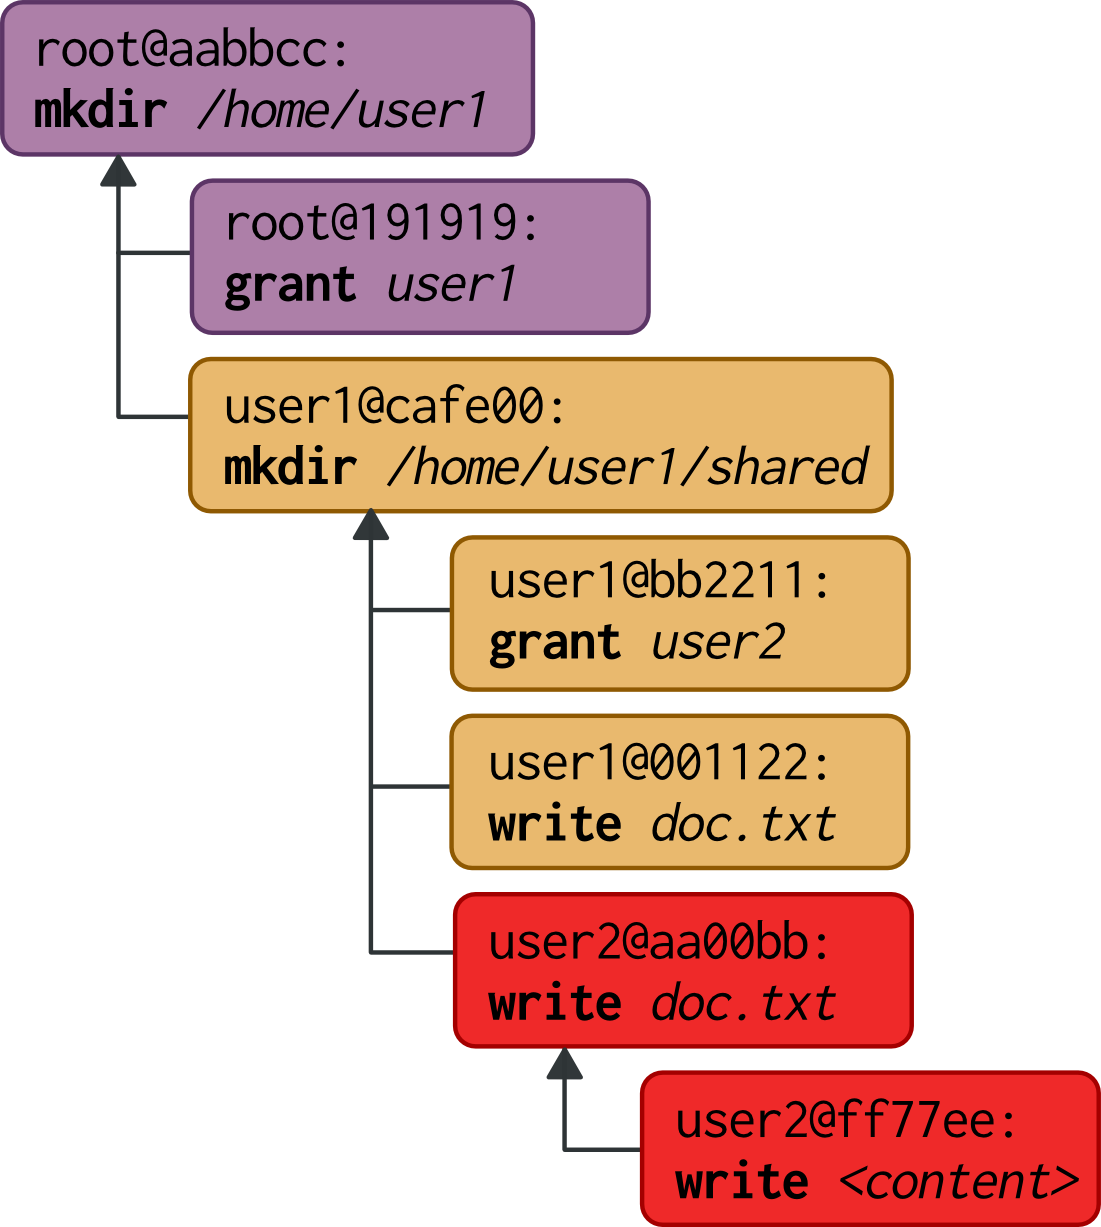 root@aabbcc:
mkdir /home/user1
root@191919:
grant user1
user1@cafe00:
mkdir /home/user1/shared
user1@bb2211:
grant user2
user1@001122:
write doc.txt
user2@aa00bb:
write doc.txt
user2@ff77ee:
write <content>